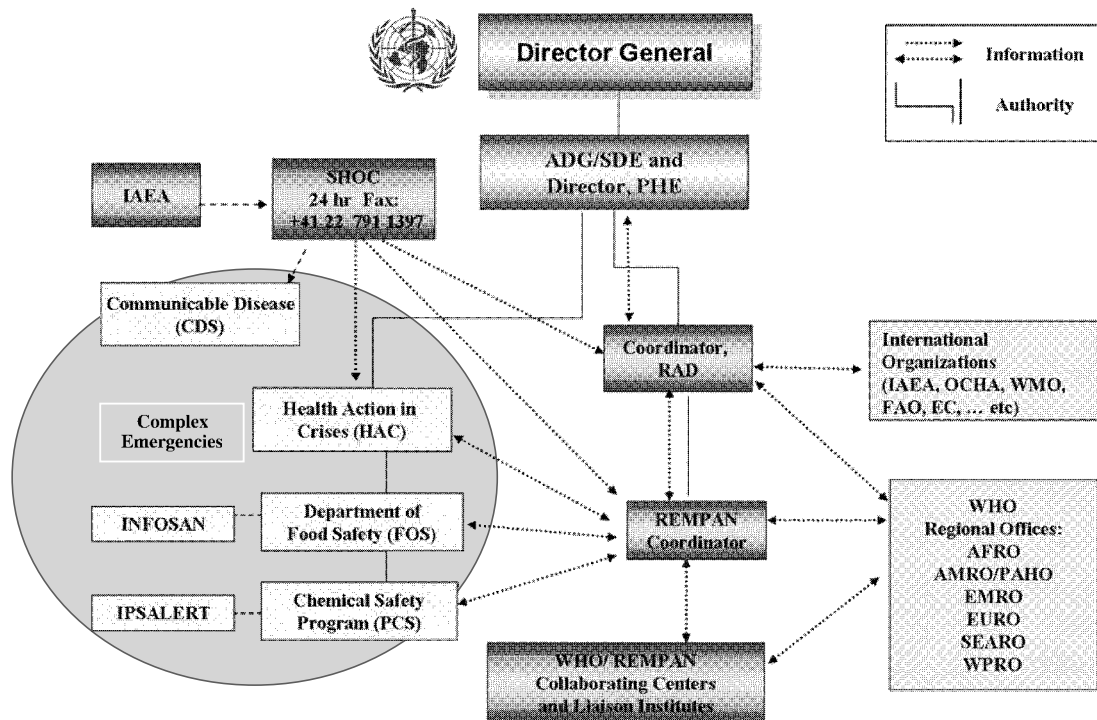 Director General
Information
Authority
ADG/SDE and
Director, PHE
IAEA
SHOC
24 hr Fax:
+41 22 791 1397
Communicable Disease
(CDS)
Coordinator,
RAD
International
Organizations
(IAEA, OCHA, WMO,
FAO, EC, ... etc)
Health Action in
Crises (HAC)
Complex
Emergencies
INFOSAN
Department of
Food Safety (FOS)
REMPAN
Coordinator
WHO
Regional Offices:
AFRO
AMRO/PAHO
EMRO
EURO
SEARO
WPRO
IPSALERT
Chemical Safety
Program (PCS)
WHO/ REMPAN
Collaborating Centers
and Liaison Institutes